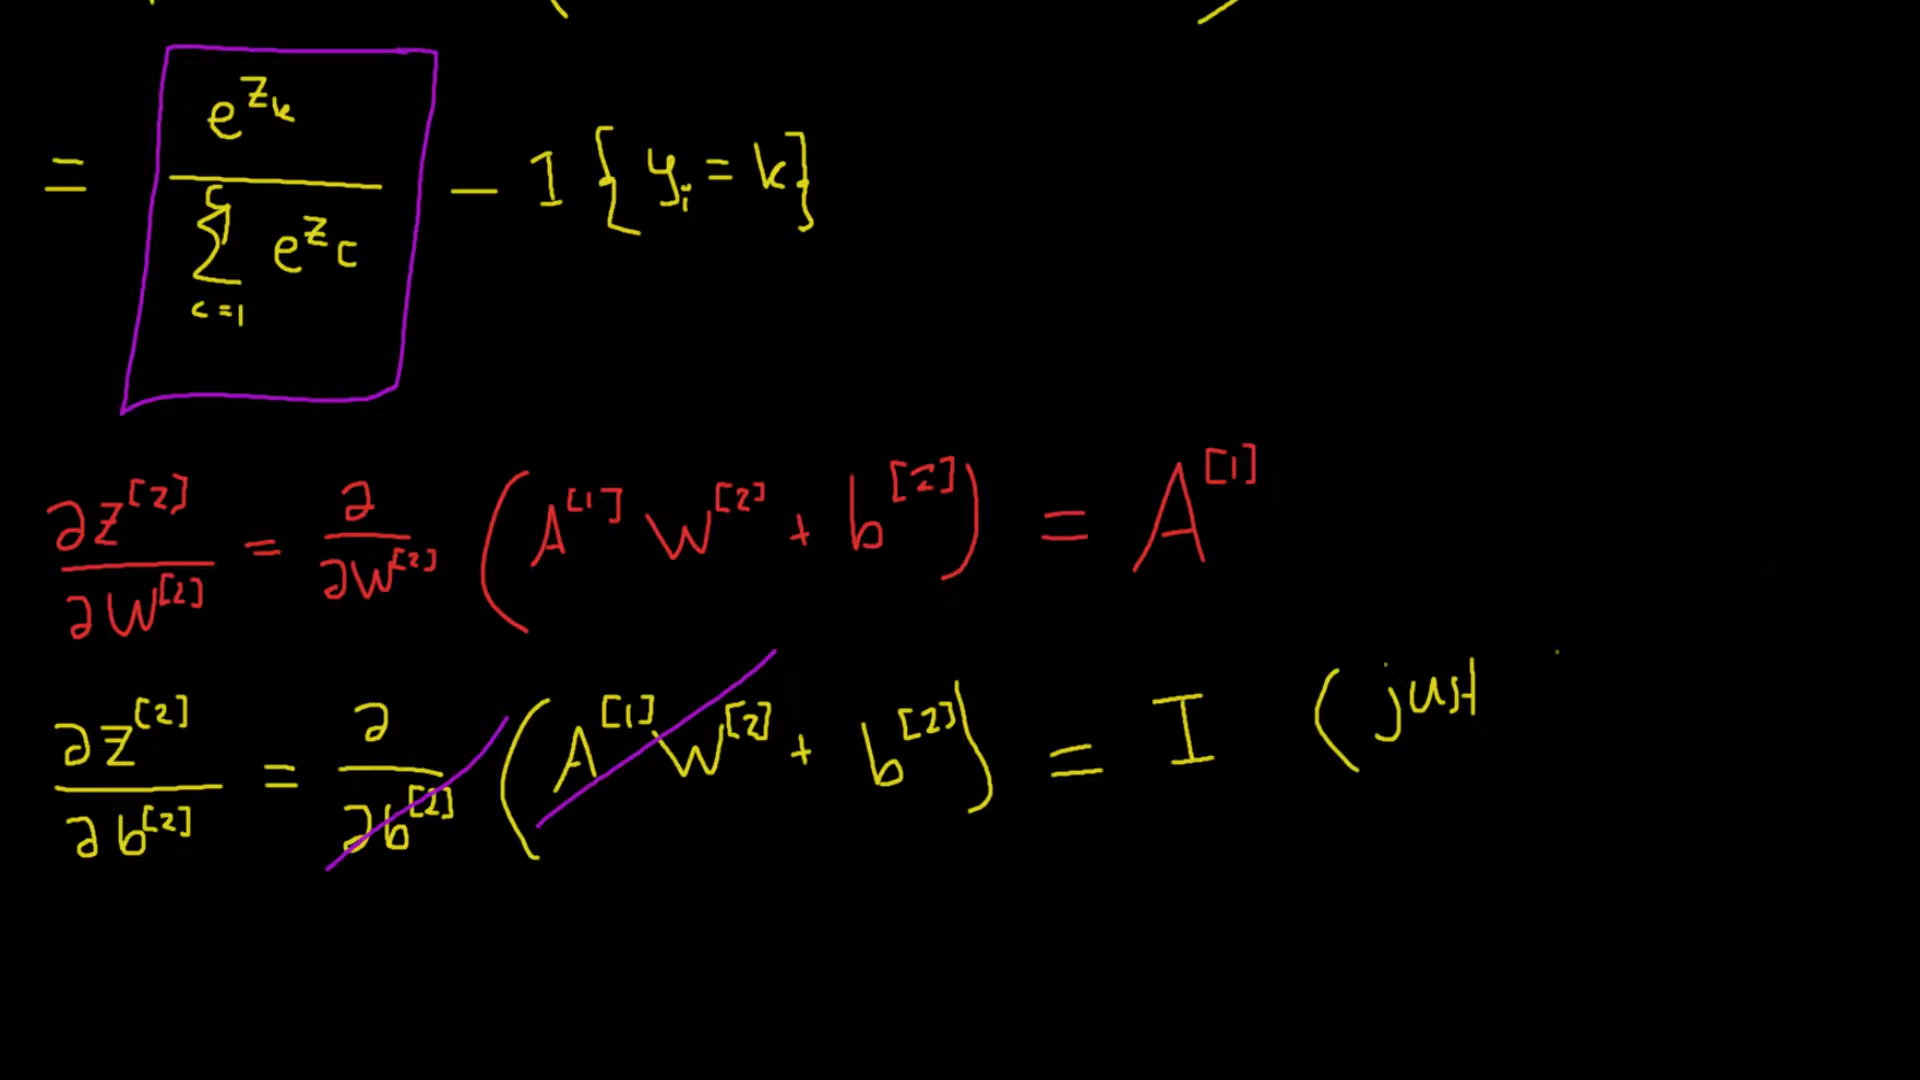 = e^{z_k} / \sum_{c=1}^{C} e^{z_c} - 1 { y_i = k }
∂z^{[2]} / ∂W^{[2]} = ∂ / ∂W^{[2]} ( A^{[1]} W^{[2]} + b^{[2]} ) = A^{[1]}
∂z^{[2]} / ∂b^{[2]} = ∂ / ∂b^{[2]} ( A^{[1]} W^{[2]} + b^{[2]} ) = I ( just